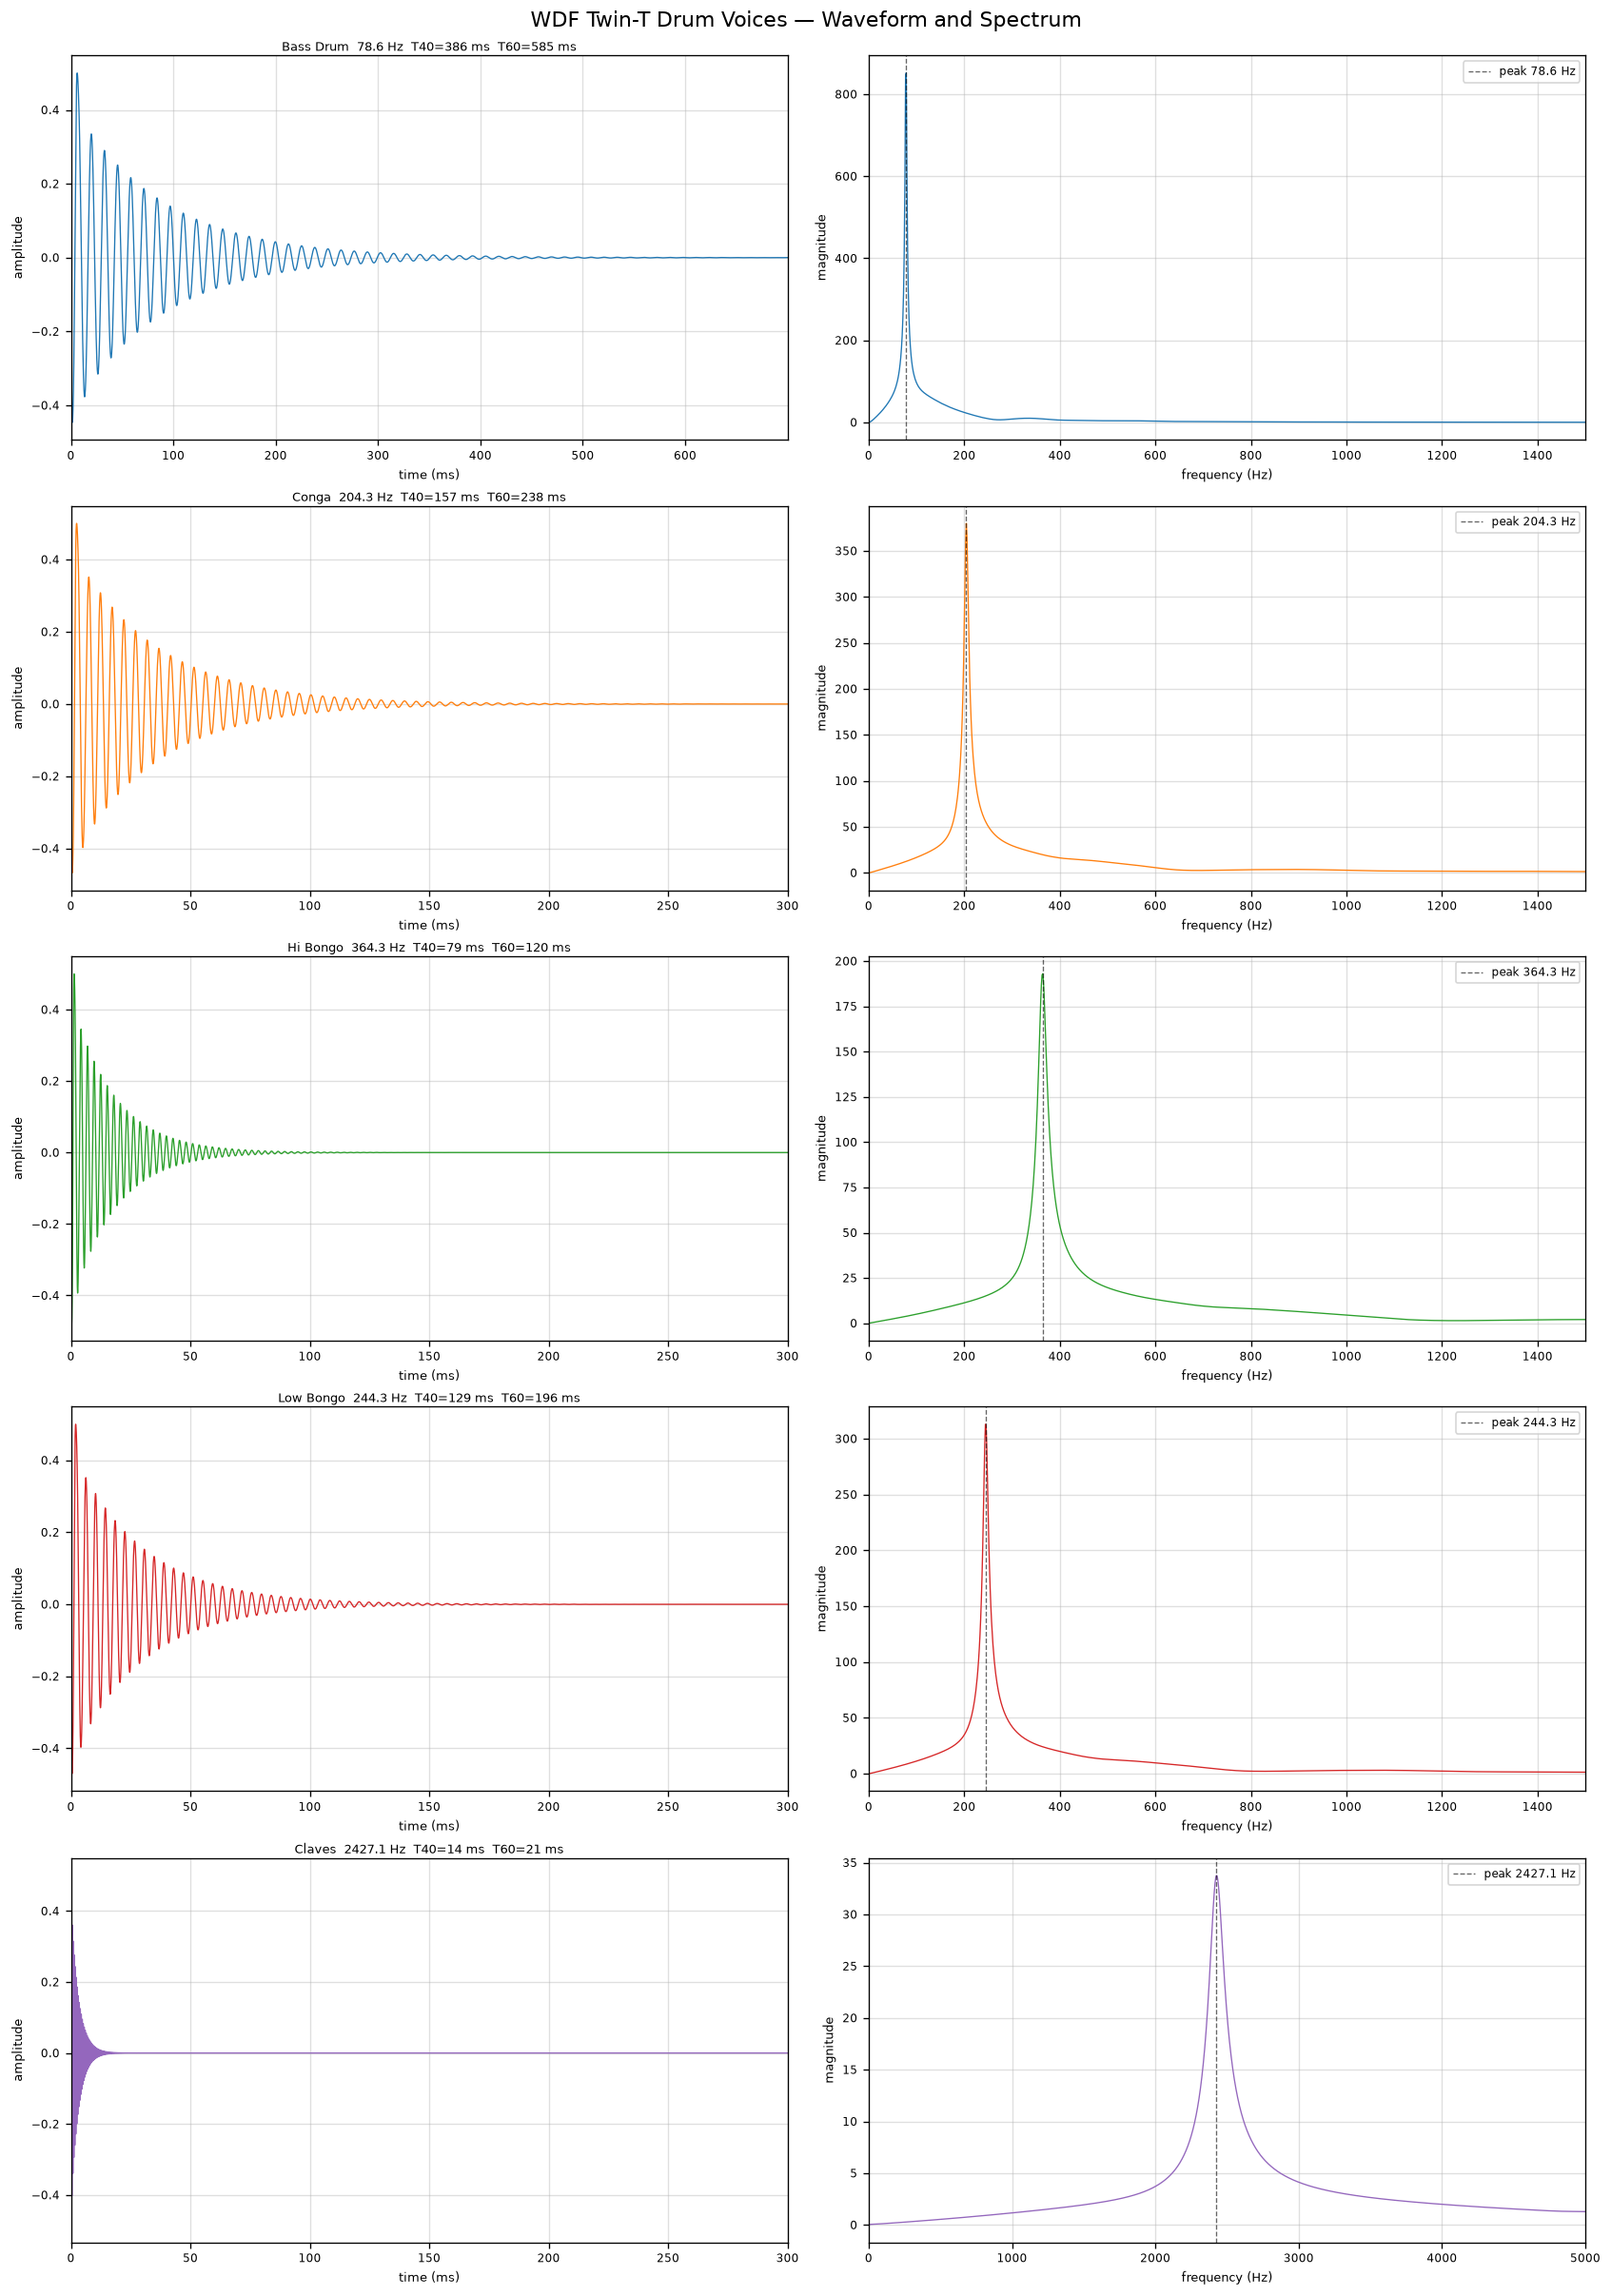 WDF Twin-T Drum Voices — Waveform and Spectrum
Bass Drum  78.6 Hz  T40=386 ms  T60=585 ms
amplitude
0.4
0.2
0.0
−0.2
−0.4
0 100 200 300 400 500 600
time (ms)
peak 78.6 Hz
magnitude
800
600
400
200
0
0 200 400 600 800 1000 1200 1400
frequency (Hz)
Conga  204.3 Hz  T40=157 ms  T60=238 ms
amplitude
0.4
0.2
0.0
−0.2
−0.4
0 50 100 150 200 250 300
time (ms)
peak 204.3 Hz
magnitude
350
300
250
200
150
100
50
0
0 200 400 600 800 1000 1200 1400
frequency (Hz)
Hi Bongo  364.3 Hz  T40=79 ms  T60=120 ms
amplitude
0.4
0.2
0.0
−0.2
−0.4
0 50 100 150 200 250 300
time (ms)
peak 364.3 Hz
magnitude
200
175
150
125
100
75
50
25
0
0 200 400 600 800 1000 1200 1400
frequency (Hz)
Low Bongo  244.3 Hz  T40=129 ms  T60=196 ms
amplitude
0.4
0.2
0.0
−0.2
−0.4
0 50 100 150 200 250 300
time (ms)
peak 244.3 Hz
magnitude
300
250
200
150
100
50
0
0 200 400 600 800 1000 1200 1400
frequency (Hz)
Claves  2427.1 Hz  T40=14 ms  T60=21 ms
amplitude
0.4
0.2
0.0
−0.2
−0.4
0 50 100 150 200 250 300
time (ms)
peak 2427.1 Hz
magnitude
35
30
25
20
15
10
5
0
0 1000 2000 3000 4000 5000
frequency (Hz)